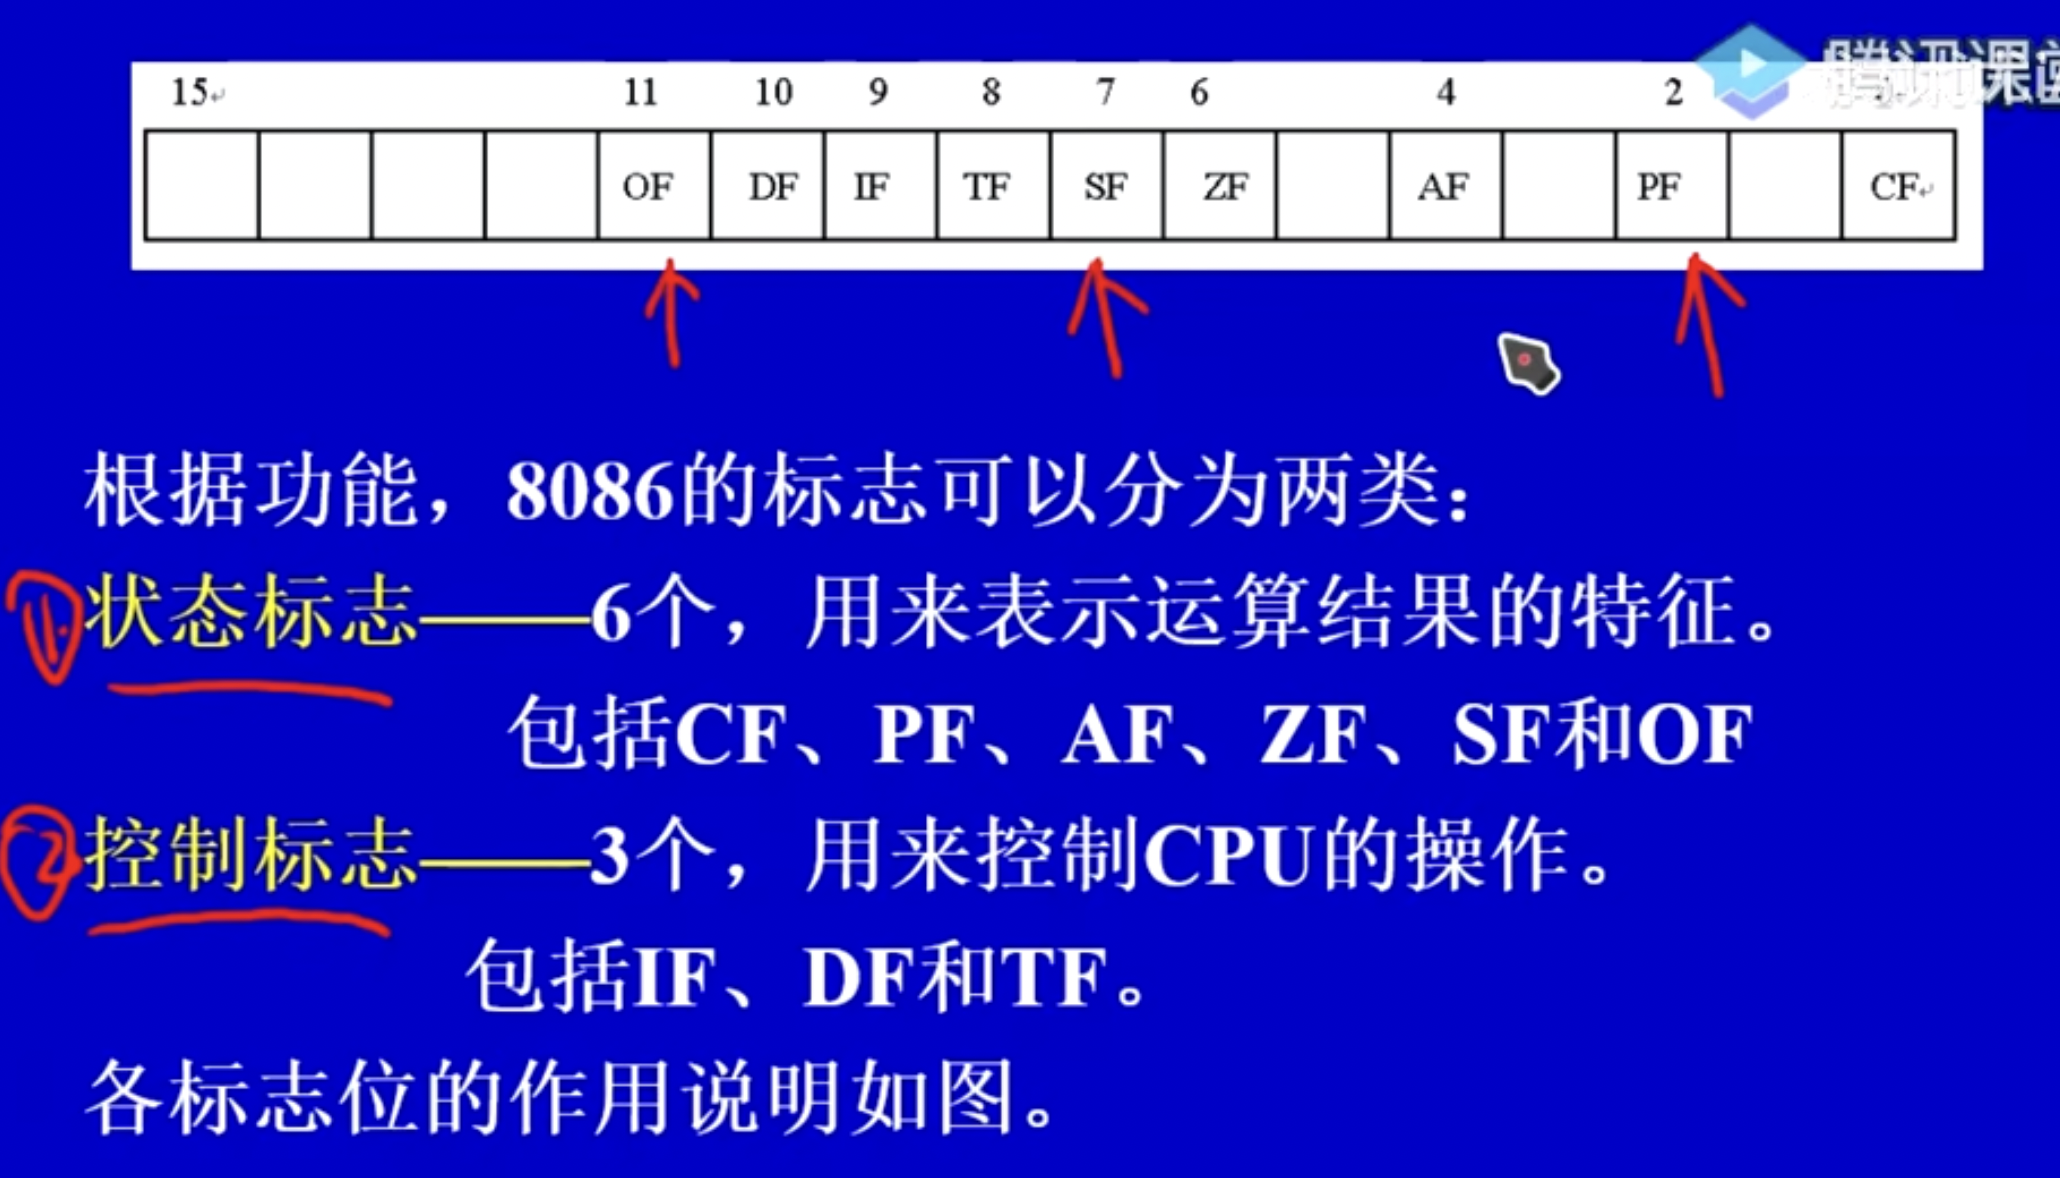 腾讯课堂
15 11 10 9 8 7 6 4 2
OF DF IF TF SF ZF AF PF CF
根据功能，8086的标志可以分为两类：
1.状态标志——6个，用来表示运算结果的特征。
包括CF、PF、AF、ZF、SF和OF
2控制标志——3个，用来控制CPU的操作。
包括IF、DF和TF。
各标志位的作用说明如图。